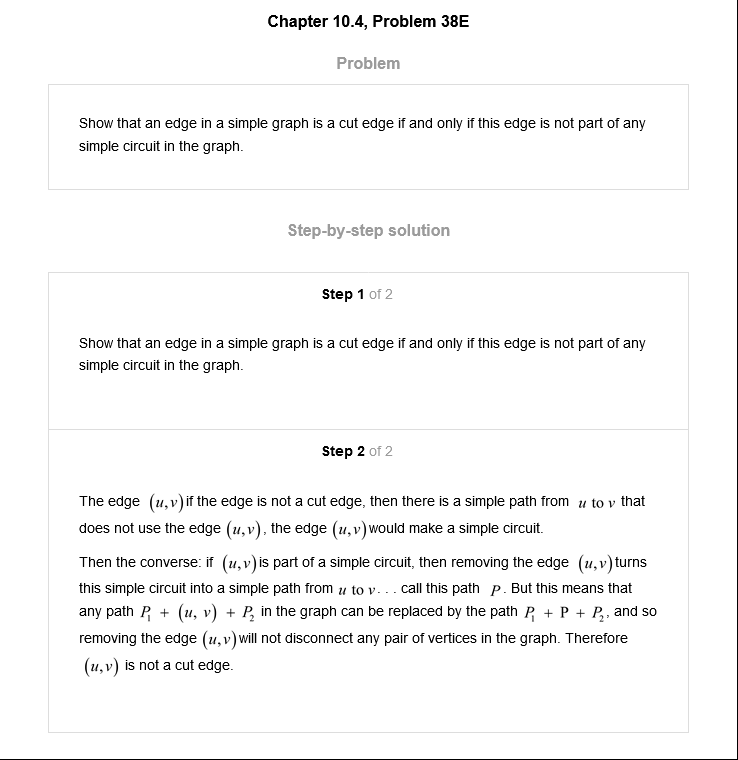 Chapter 10.4, Problem 38E
Problem
Show that an edge in a simple graph is a cut edge if and only if this edge is not part of any
simple circuit in the graph.
Step-by-step solution
Step 1 of 2
Show that an edge in a simple graph is a cut edge if and only if this edge is not part of any
simple circuit in the graph.
Step 2 of 2
The edge (u,v) if the edge is not a cut edge, then there is a simple path from u to v that
does not use the edge (u,v), the edge (u,v) would make a simple circuit.
Then the converse: if (u,v) is part of a simple circuit, then removing the edge (u,v) turns
this simple circuit into a simple path from u to v... call this path P. But this means that
any path P₁ + (u, v) + P₂ in the graph can be replaced by the path P₁ + P + P₂, and so
removing the edge (u,v) will not disconnect any pair of vertices in the graph. Therefore
(u,v) is not a cut edge.